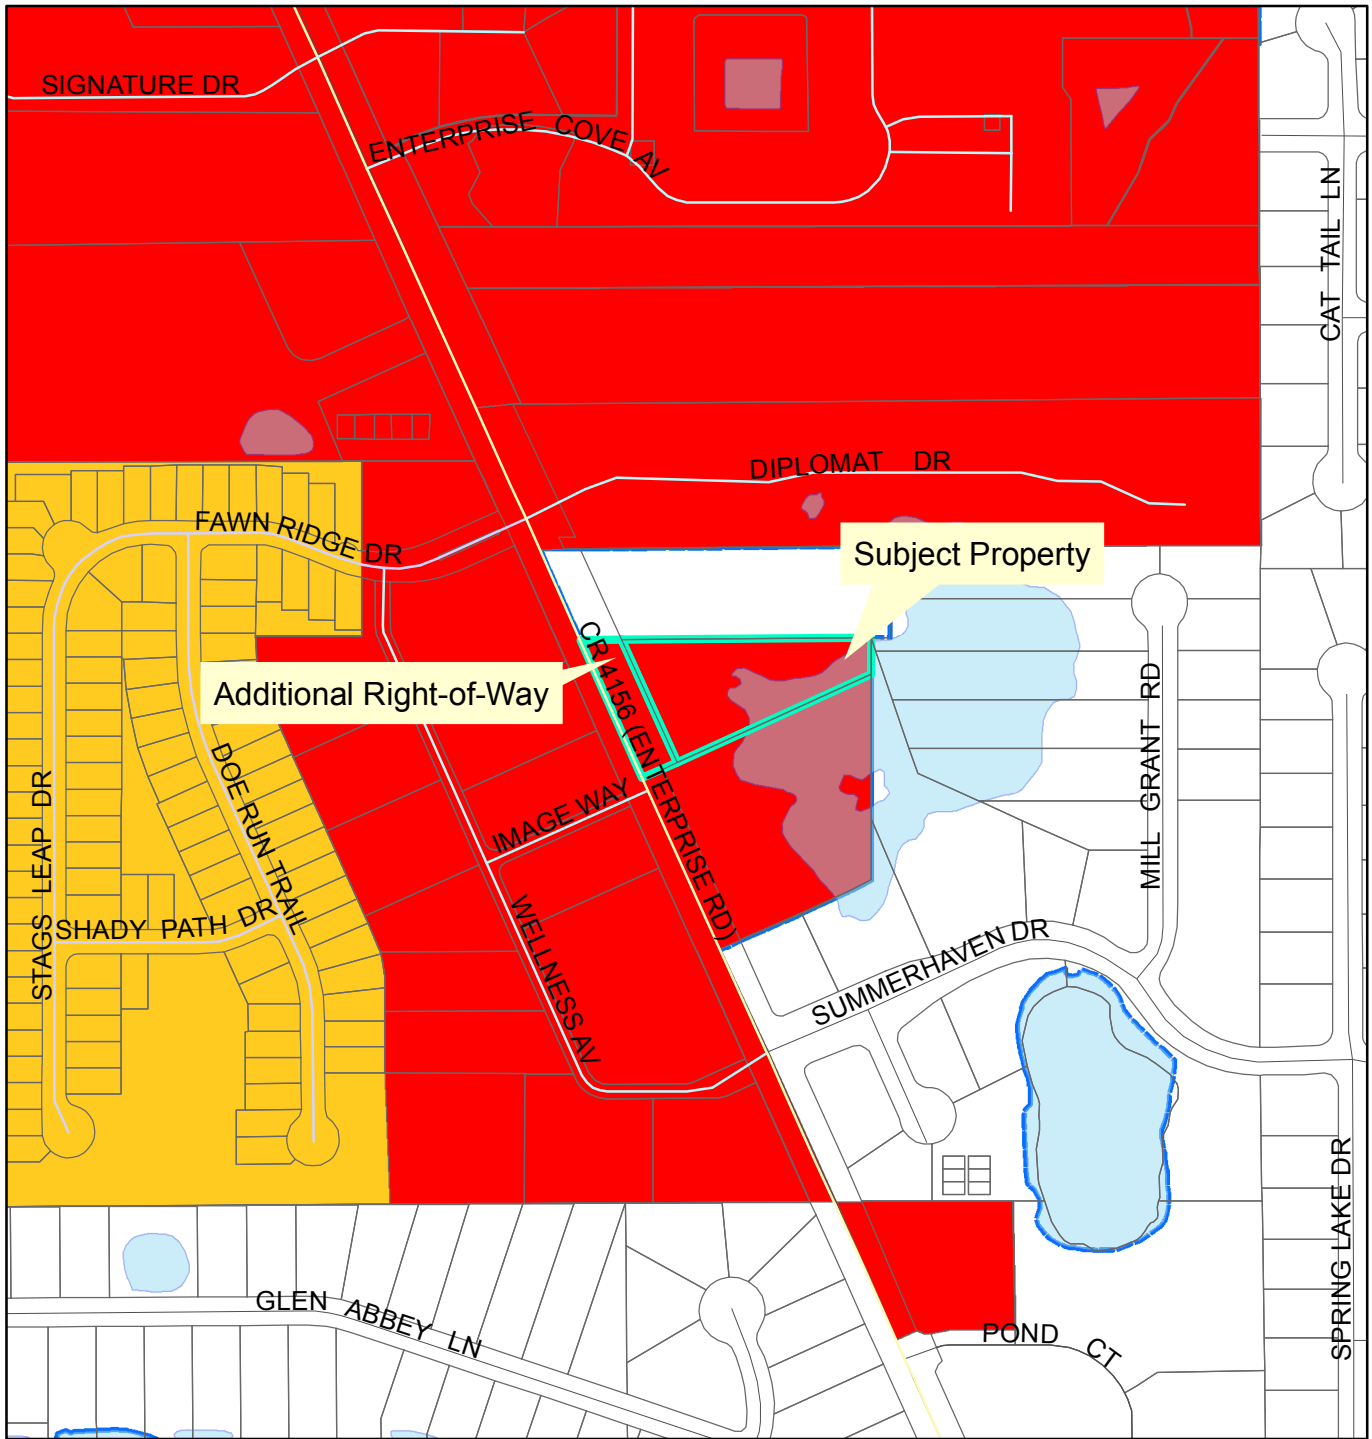 SIGNATURE DR
ENTERPRISE COVE AV
CAT TAIL LN
DIPLOMAT DR
FAWN RIDGE DR
Subject Property
Additional Right-of-Way
CR 4156 (ENTERPRISE RD)
MILL GRANT RD
DOE RUN TRAIL
STAGS LEAP DR
IMAGE WAY
SHADY PATH DR
WELLNESS AV
SUMMERHAVEN DR
SPRING LAKE DR
GLEN ABBEY LN
POND CT